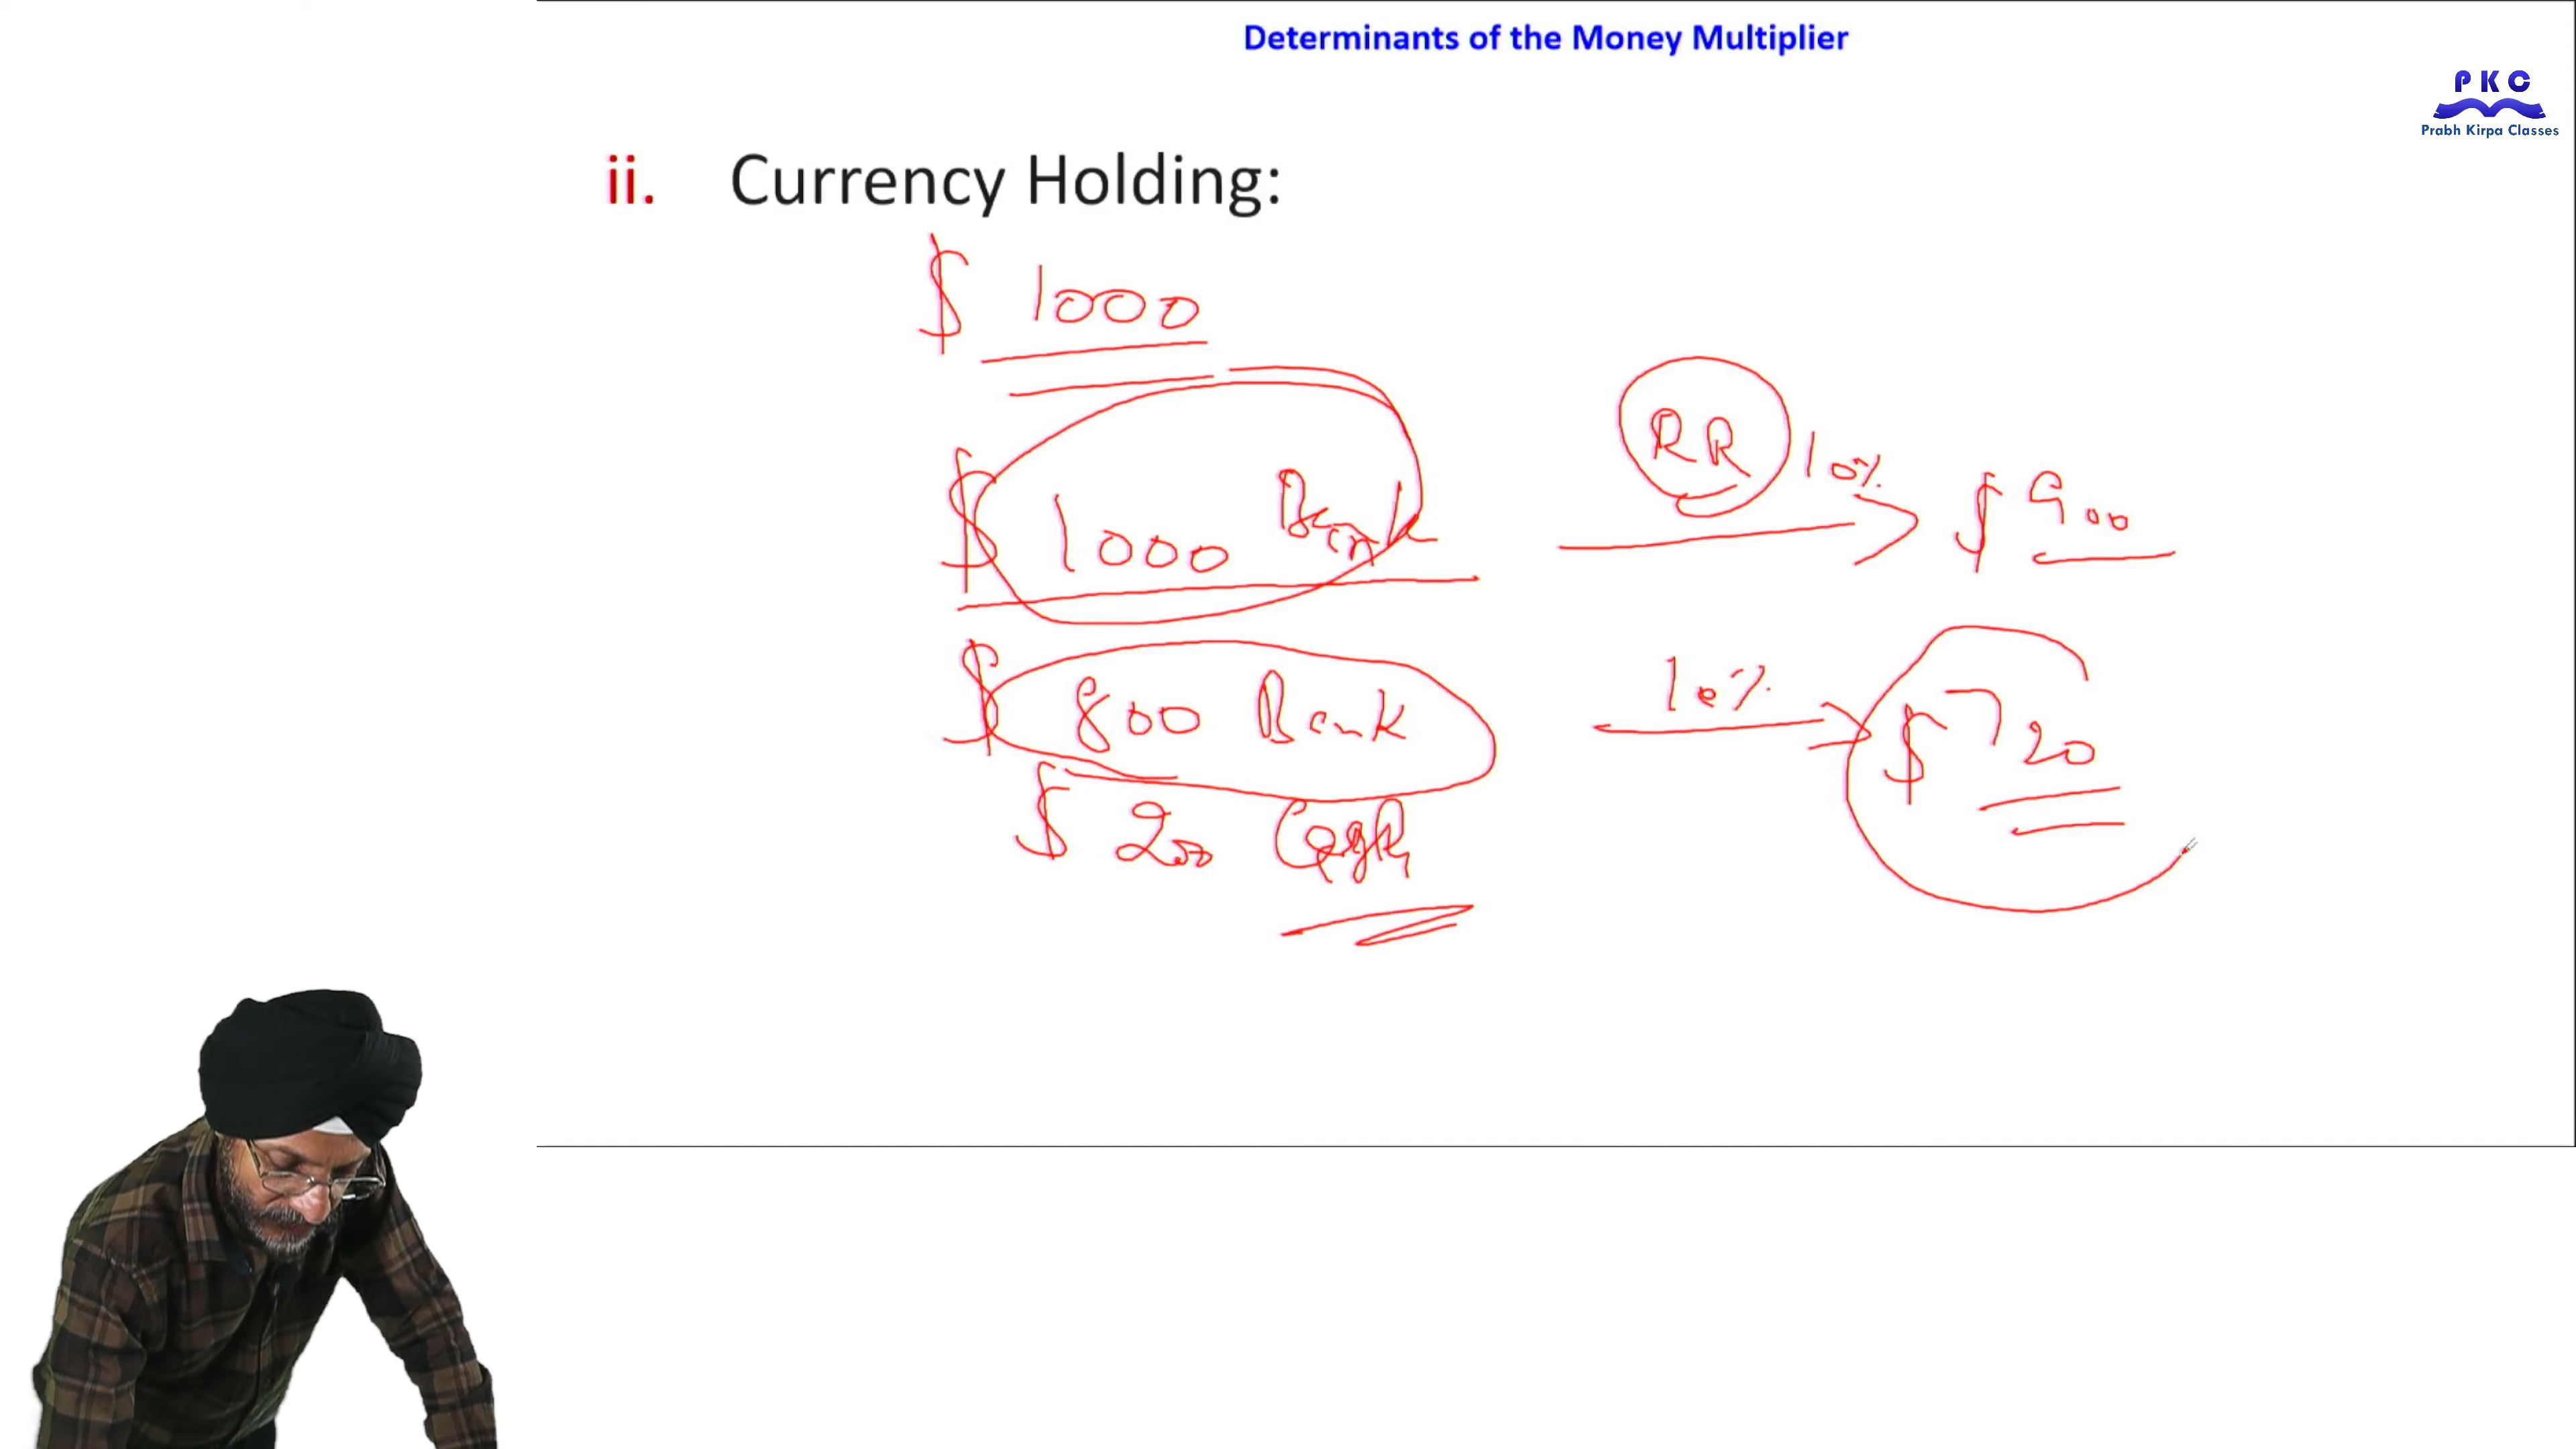 Determinants of the Money Multiplier
PKC
Prabh Kirpa Classes
ii. Currency Holding:
$ 1000
$ 1000 Bank
RR 10%
$ 900
$ 800 Bank
10%
$ 720
$ 200 Cash